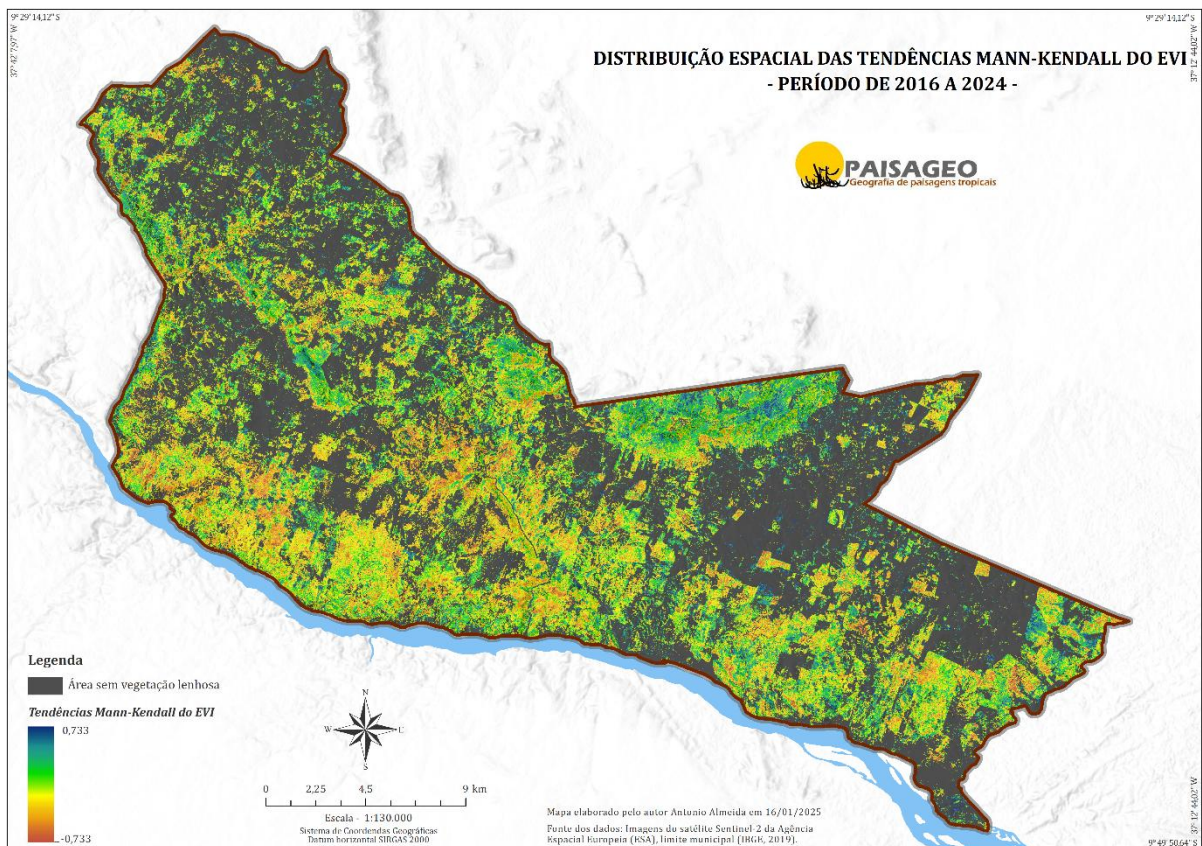 9° 29' 14,12" S
37° 42' 7,97" W
9° 29' 14,12" S
37° 12' 44,02" W
DISTRIBUIÇÃO ESPACIAL DAS TENDÊNCIAS MANN-KENDALL DO EVI
- PERÍODO DE 2016 A 2024 -
PAISAGEO
Geografia de paisagens tropicais
Legenda
Área sem vegetação lenhosa
Tendências Mann-Kendall do EVI
0,733
-0,733
N
W
E
S
0 2,25 4,5 9 km
Escala - 1:130.000
Sistema de Coordendas Geográficas
Datum horizontal SIRGAS 2000
Mapa elaborado pelo autor Antonio Almeida em 16/01/2025
Fonte dos dados: Imagens do satélite Sentinel-2 da Agência
Espacial Europeia (ESA), limite municipal (IBGE, 2019).
37° 12' 44,02" W
9° 49' 50,64" S